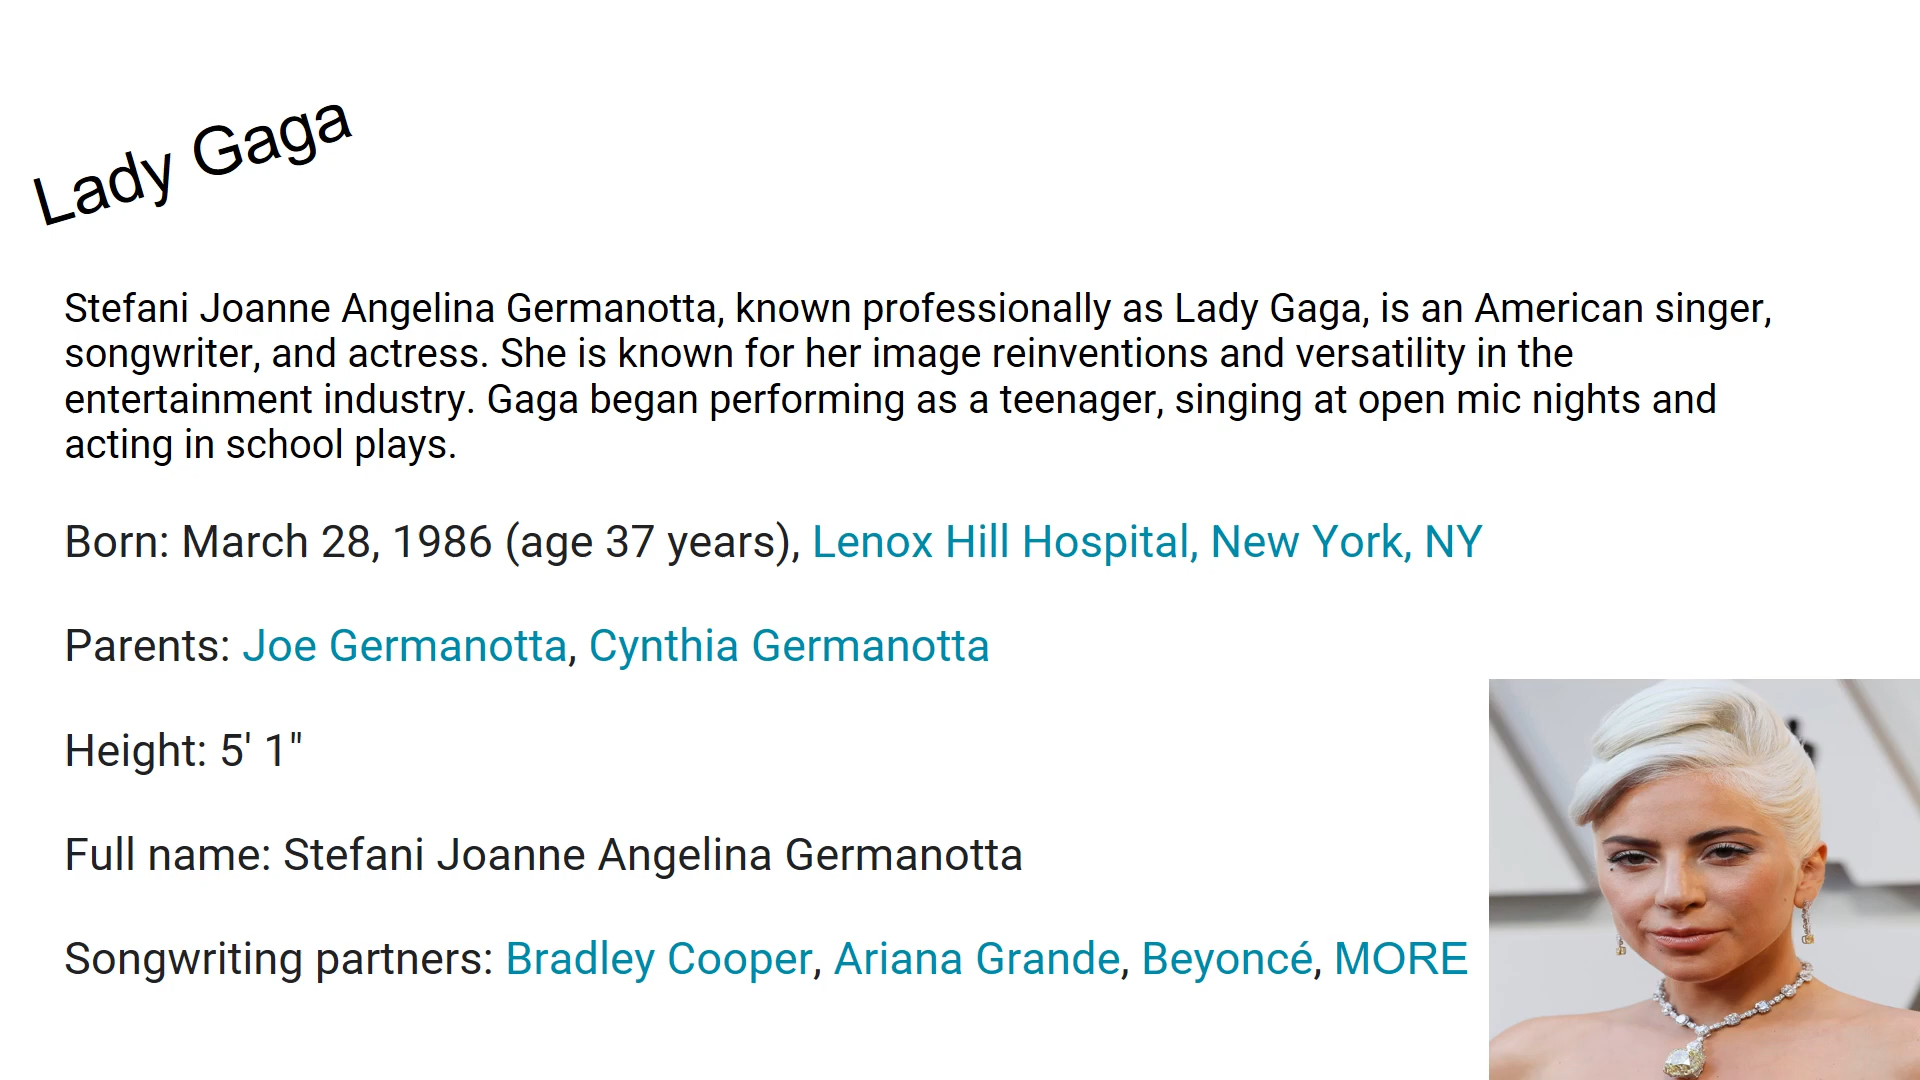 Lady Gaga
Stefani Joanne Angelina Germanotta, known professionally as Lady Gaga, is an American singer,
songwriter, and actress. She is known for her image reinventions and versatility in the
entertainment industry. Gaga began performing as a teenager, singing at open mic nights and
acting in school plays.
Born: March 28, 1986 (age 37 years), Lenox Hill Hospital, New York, NY
Parents: Joe Germanotta, Cynthia Germanotta
Height: 5' 1"
Full name: Stefani Joanne Angelina Germanotta
Songwriting partners: Bradley Cooper, Ariana Grande, Beyoncé, MORE